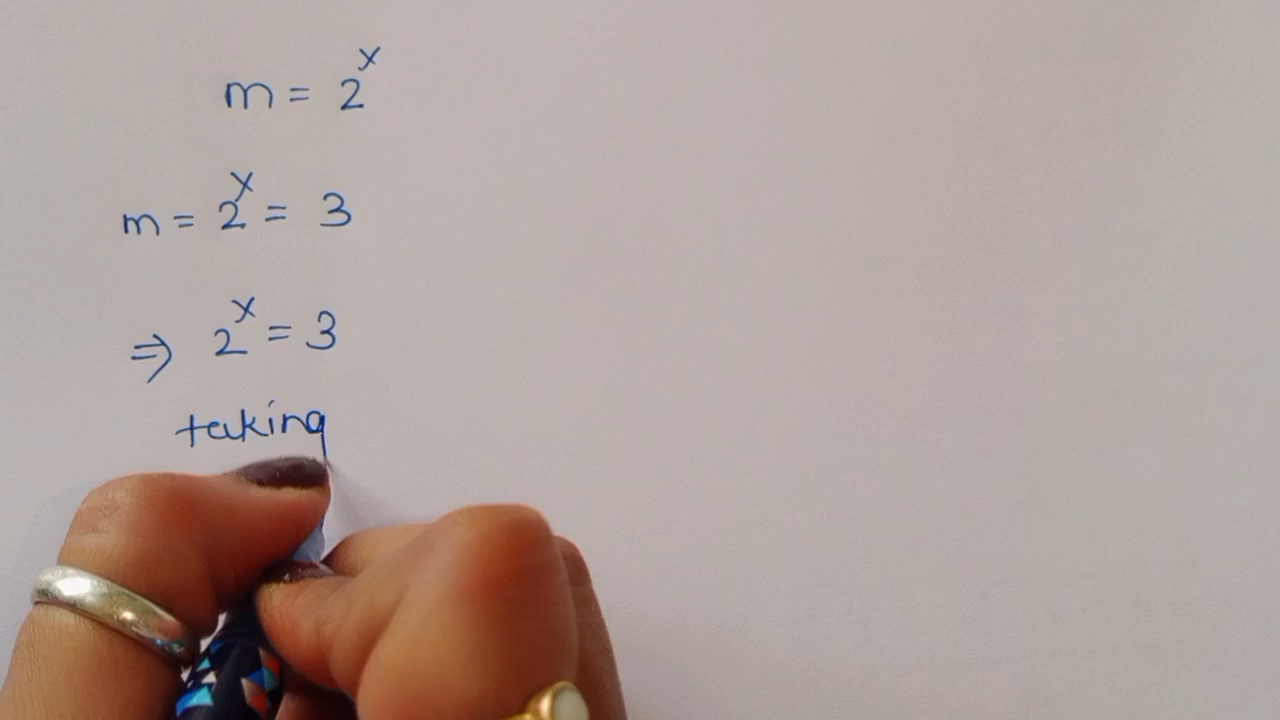 m = 2^x
m = 2^x = 3
⇒ 2^x = 3
taking